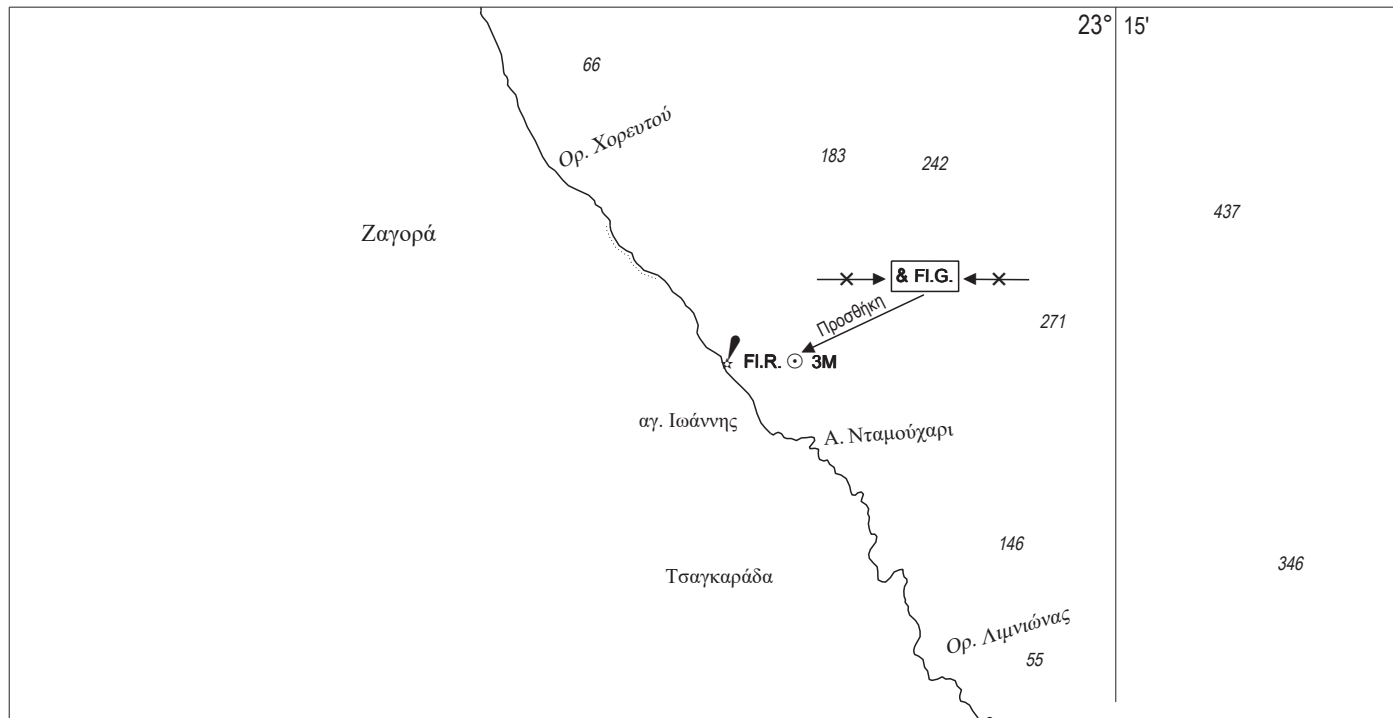 23° 15'
66
Ορ. Χορευτού
183
242
437
Ζαγορά
& Fl.G.
Προσθήκη
271
Fl.R. 3M
αγ. Ιωάννης
Α. Νταμούχαρι
146
346
Τσαγκαράδα
Ορ. Λιμνιώνας
55